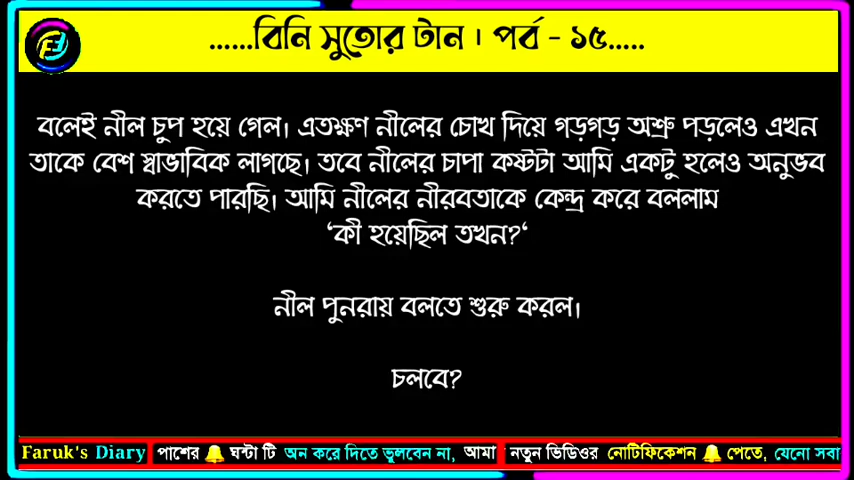 ......বিনি সুতোর টান । পর্ব - ১৫.....
বলেই নীল চুপ হয়ে গেল। এতক্ষণ নীলের চোখ দিয়ে গড়গড় অশ্রু পড়লেও এখন
তাকে বেশ স্বাভাবিক লাগছে। তবে নীলের চাপা কষ্টটা আমি একটু হলেও অনুভব
করতে পারছি। আমি নীলের নীরবতাকে কেন্দ্র করে বললাম
‘কী হয়েছিল তখন?‘
নীল পুনরায় বলতে শুরু করল।
চলবে?
Faruk's Diary পাশের 🔔 ঘন্টা টি অন করে দিতে ভুলবেন না, আমা নতুন ভিডিওর নোটিফিকেশন 🔔 পেতে, যেনো সবা